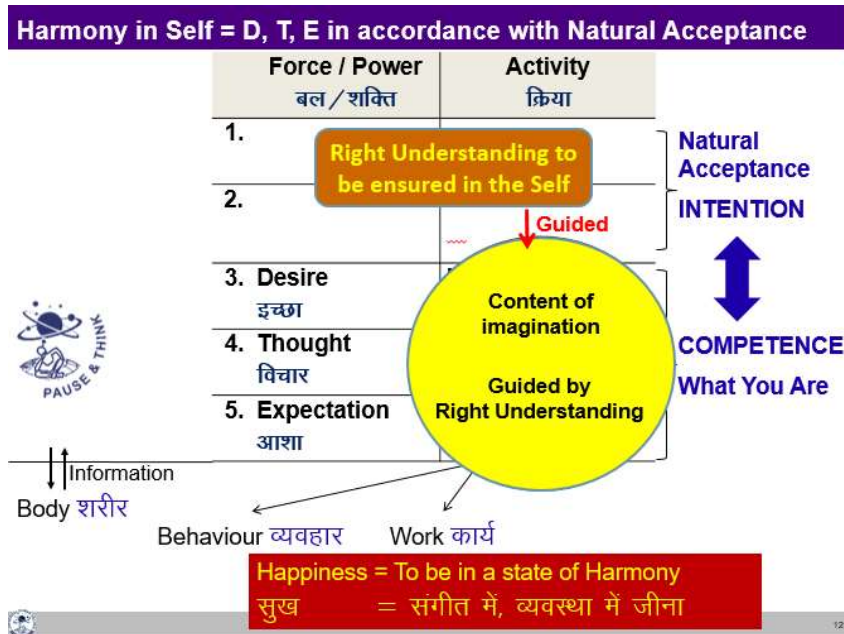 Harmony in Self = D, T, E in accordance with Natural Acceptance
Force / Power
बल / शक्ति
Activity
क्रिया
1.
Right Understanding to
be ensured in the Self
2.
Guided
Natural
Acceptance
INTENTION
3. Desire
इच्छा
4. Thought
विचार
5. Expectation
आशा
Content of
imagination
Guided by
Right Understanding
COMPETENCE
What You Are
PAUSE & THINK
Information
Body शरीर
Behaviour व्यवहार
Work कार्य
Happiness = To be in a state of Harmony
सुख = संगीत में, व्यवस्था में जीना
12